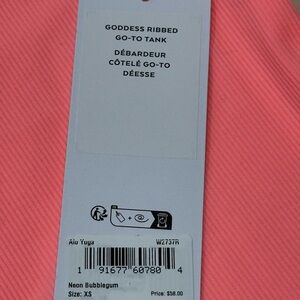 GODDESS RIBBED
GO-TO TANK
DÉBARDEUR
CÔTELÉ GO-TO
DÉESSE
Alo Yoga W2737R
1 91677 60780 4
Neon Bubblegum
Size: XS Price: $58.00